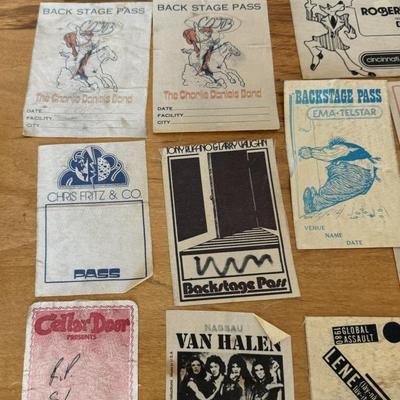 BACK STAGE PASS
The Charlie Daniels Band
DATE
FACILITY
CITY
BACK STAGE PASS
The Charlie Daniels Band
DATE
FACILITY
CITY
ROBER
cincinnati
BACKSTAGE PASS
EMA-TELSTAR
VENUE
NAME
DATE
CHRIS FRITZ & CO
PASS
TONY RUFFINO & LARRY VAUGHN
Backstage Pass
Cellar Door
PRESENTS
NASSAU
VAN HALEN
1980
GLOBAL
ASSAULT
LENE